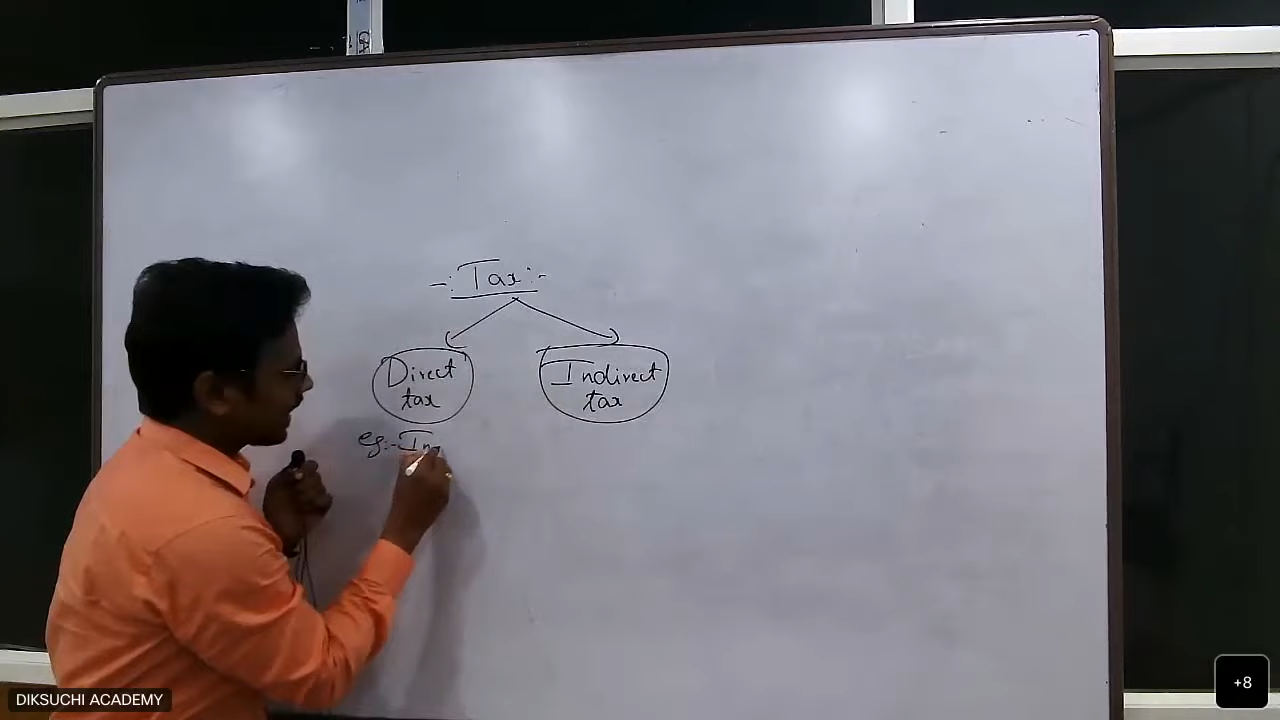 -: Tax :-
Direct
tax
Indirect
tax
eg:- In
DIKSUCHI ACADEMY
+8